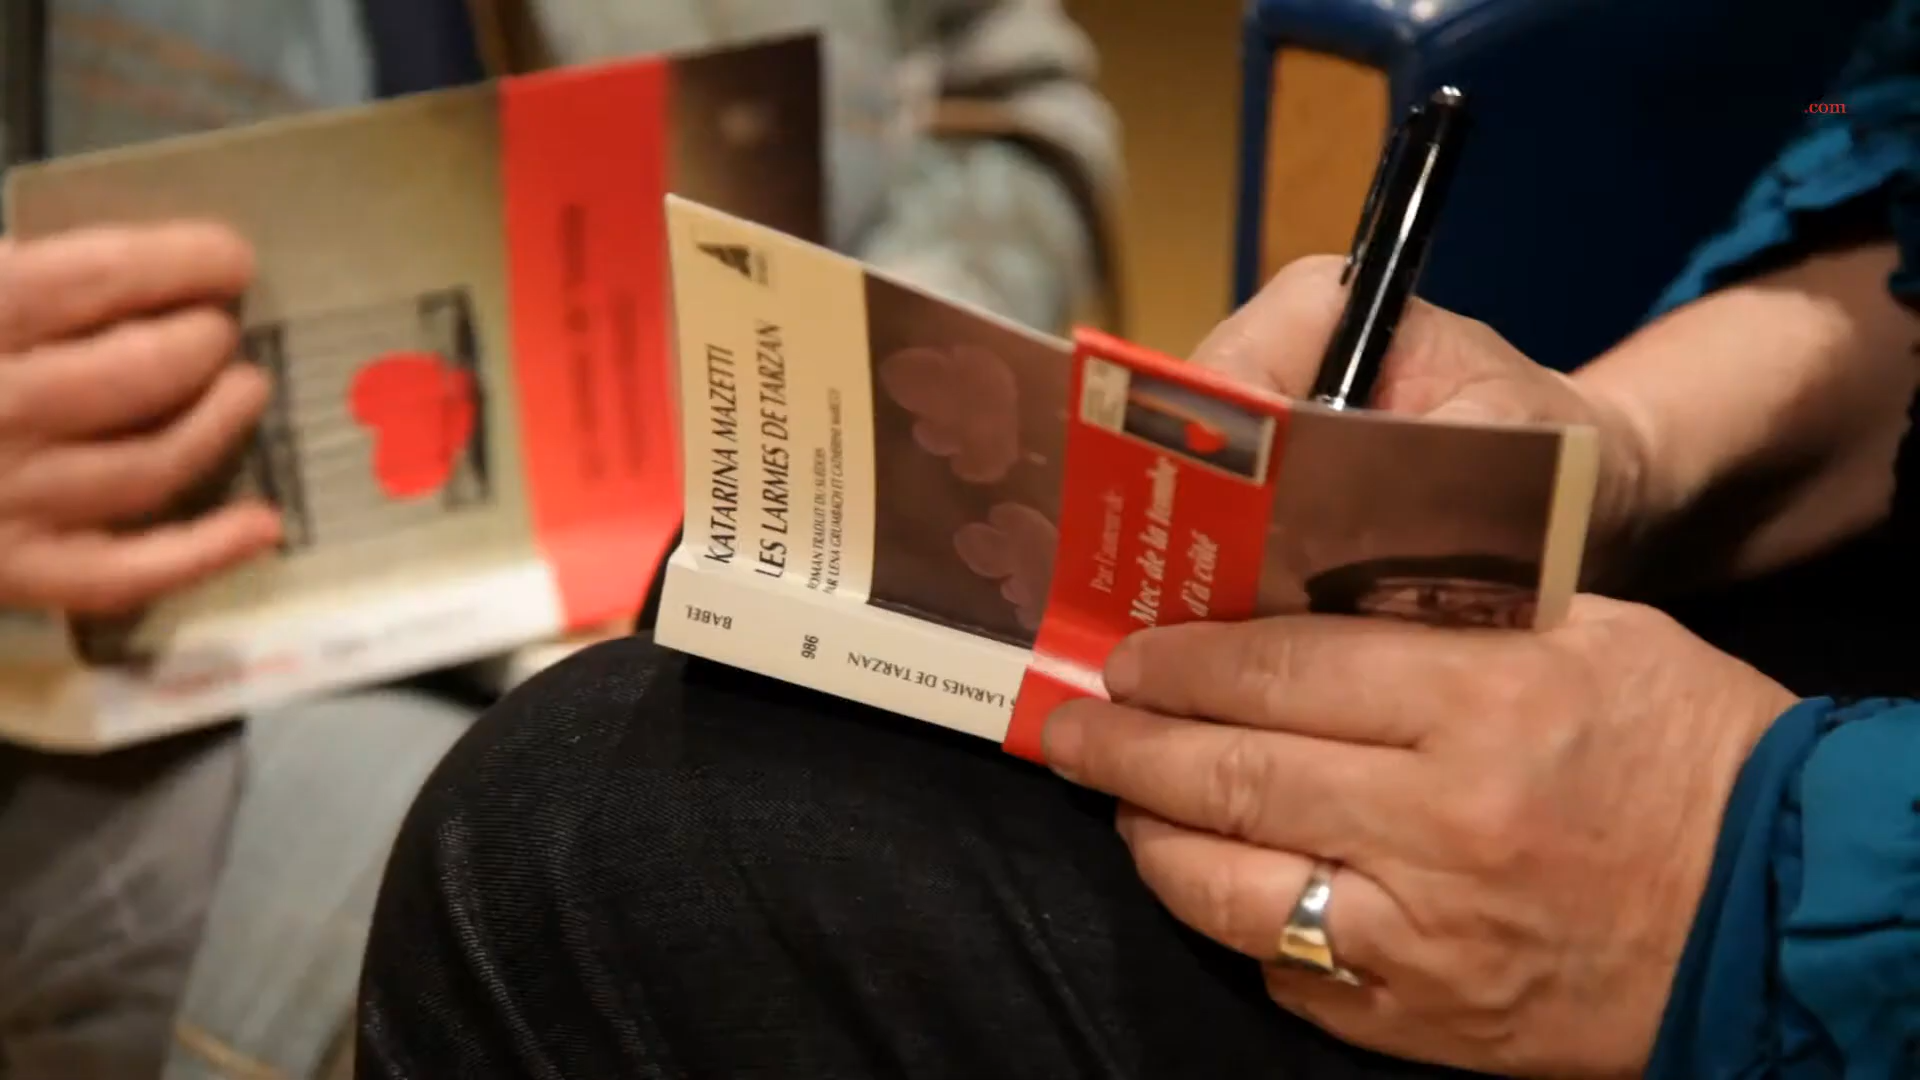 KATARINA MAZETTI
LES LARMES DE TARZAN
ROMAN TRADUIT DU SUÉDOIS
PAR LENA GRUMBACH ET CATHERINE MARCUS
BABEL
986
LARMES DE TARZAN
Par l'auteur de
Mec de la tombe
d'à côté
.com